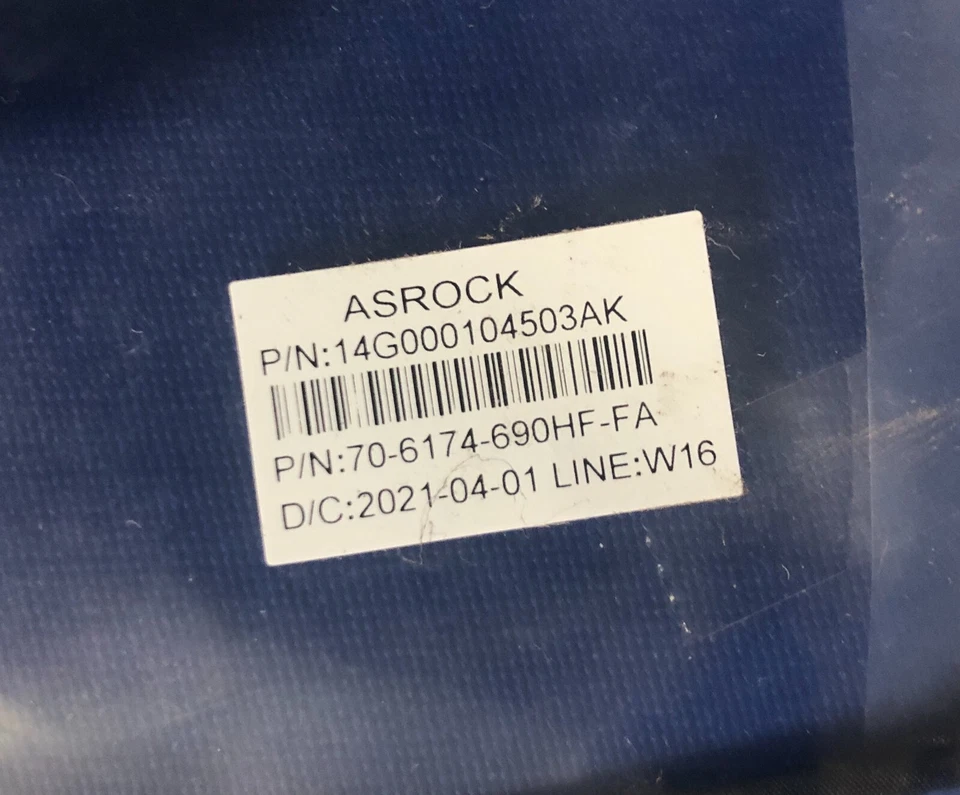 ASROCK
P/N:14G000104503AK
P/N:70-6174-690HF-FA
D/C:2021-04-01 LINE:W16